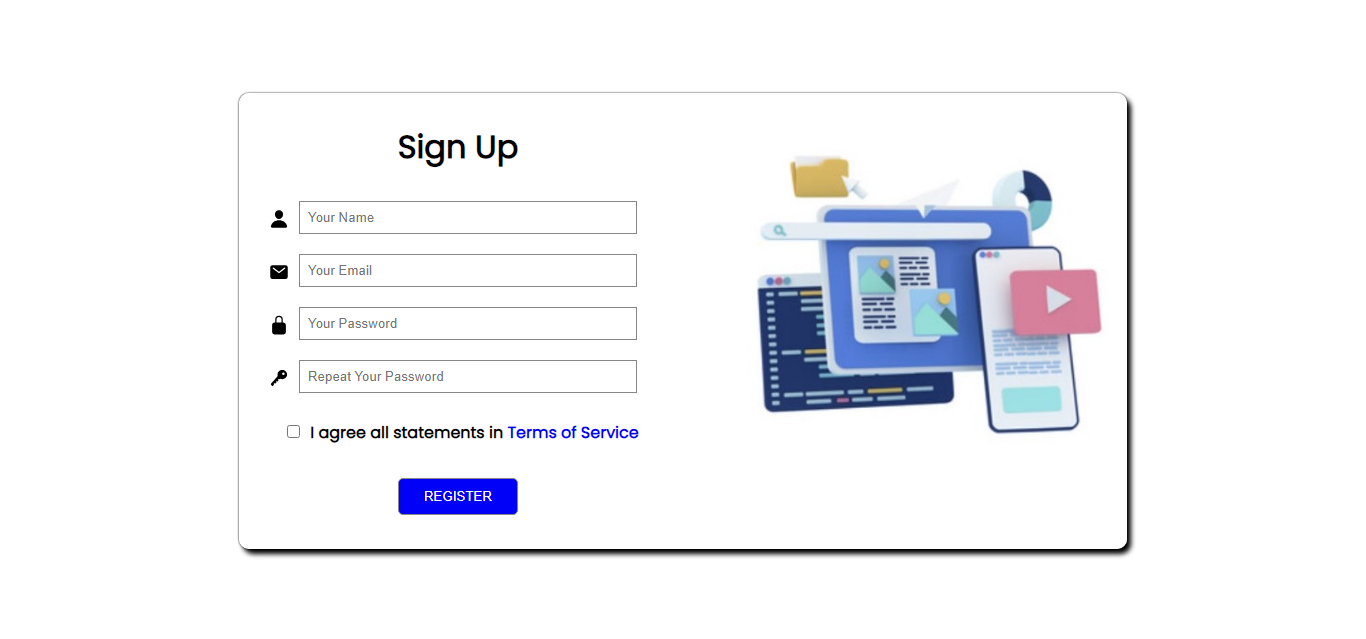 Sign Up
Your Name
Your Email
Your Password
Repeat Your Password
I agree all statements in Terms of Service
REGISTER